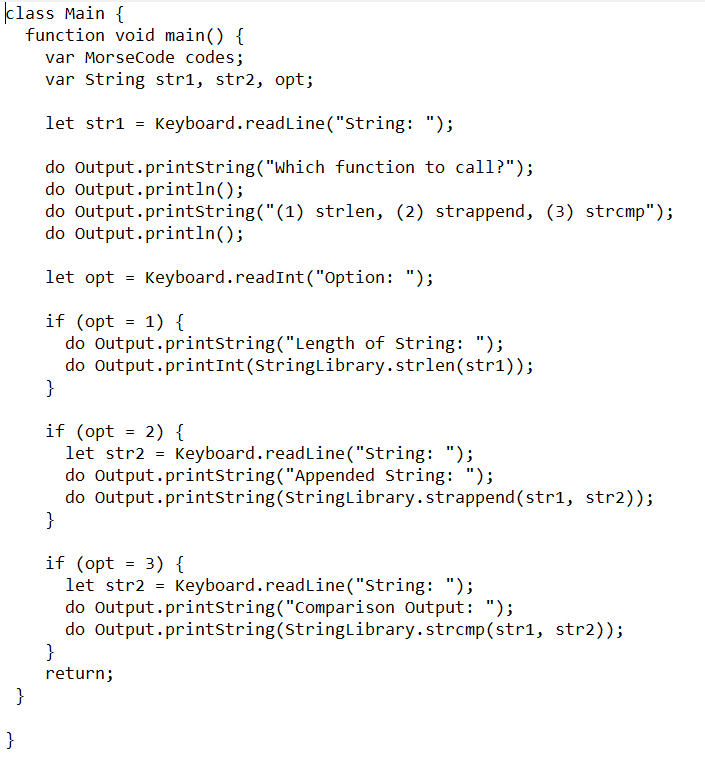 class Main {
  function void main() {
    var MorseCode codes;
    var String str1, str2, opt;

    let str1 = Keyboard.readLine("String: ");

    do Output.printString("Which function to call?");
    do Output.println();
    do Output.printString("(1) strlen, (2) strappend, (3) strcmp");
    do Output.println();

    let opt = Keyboard.readInt("Option: ");

    if (opt = 1) {
      do Output.printString("Length of String: ");
      do Output.printInt(StringLibrary.strlen(str1));
    }

    if (opt = 2) {
      let str2 = Keyboard.readLine("String: ");
      do Output.printString("Appended String: ");
      do Output.printString(StringLibrary.strappend(str1, str2));
    }

    if (opt = 3) {
      let str2 = Keyboard.readLine("String: ");
      do Output.printString("Comparison Output: ");
      do Output.printString(StringLibrary.strcmp(str1, str2));
    }
    return;
 }

}